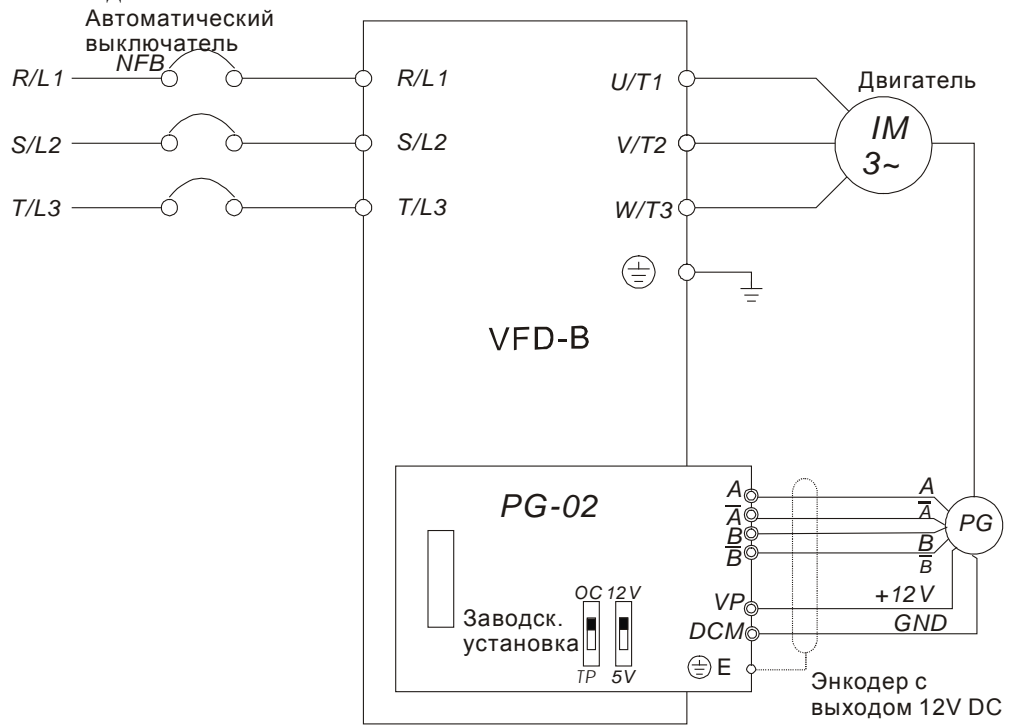 Автоматический
выключатель
NFB
R/L1
R/L1
U/T1
Двигатель
S/L2
S/L2
V/T2
IM
3~
T/L3
T/L3
W/T3
VFD-B
PG-02
A
A
A̅
A̅
B
B
B̅
B̅
PG
OC 12V
VP
+12V
Заводск.
установка
DCM
GND
TP 5V
E
Энкодер с
выходом 12V DC